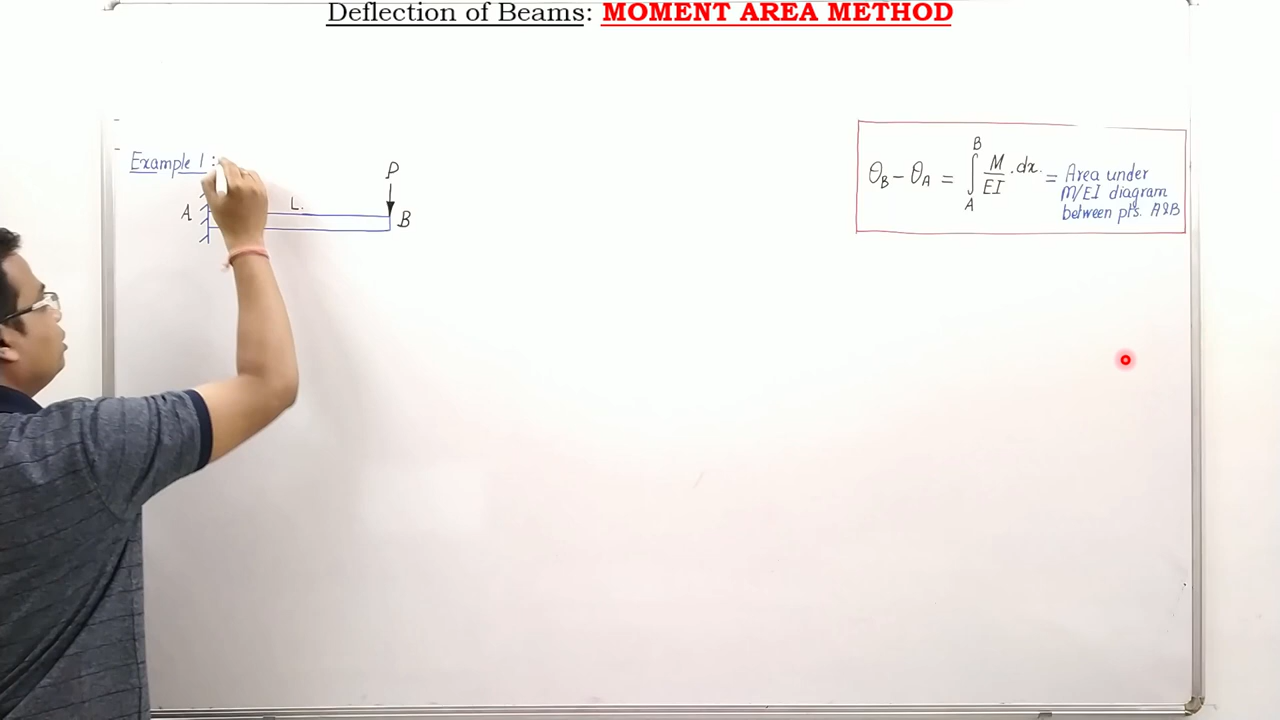 Deflection of Beams: MOMENT AREA METHOD
Example 1 :
P
L.
A
B
θB – θA = ∫ M/EI .dx. = Area under
B
A
M/EI diagram
between pts. A&B